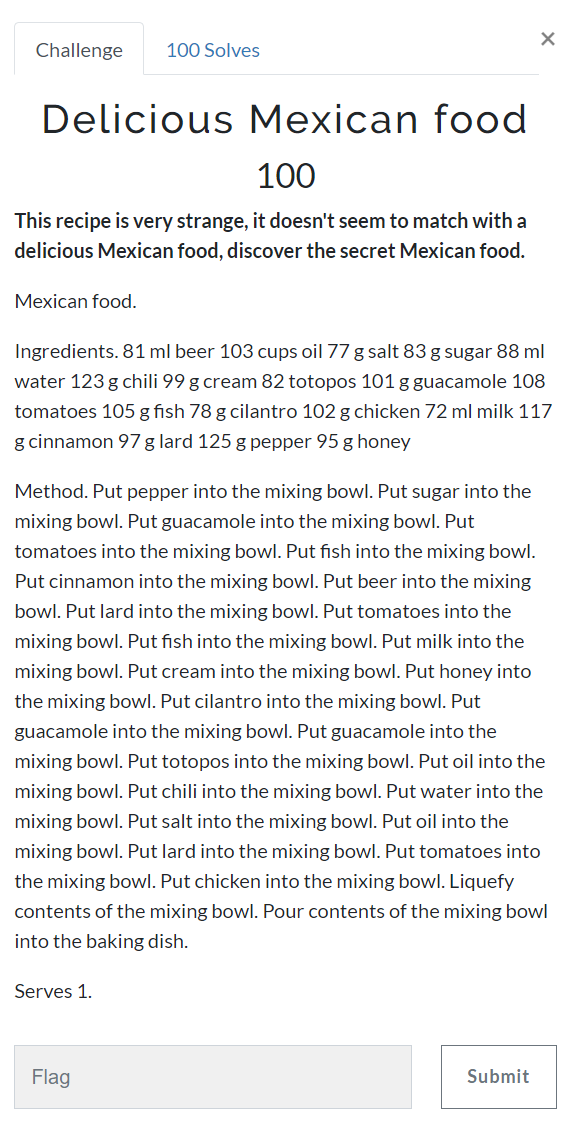 Challenge
100 Solves
×
Delicious Mexican food
100
This recipe is very strange, it doesn't seem to match with a
delicious Mexican food, discover the secret Mexican food.
Mexican food.
Ingredients. 81 ml beer 103 cups oil 77 g salt 83 g sugar 88 ml
water 123 g chili 99 g cream 82 totopos 101 g guacamole 108
tomatoes 105 g fish 78 g cilantro 102 g chicken 72 ml milk 117
g cinnamon 97 g lard 125 g pepper 95 g honey
Method. Put pepper into the mixing bowl. Put sugar into the
mixing bowl. Put guacamole into the mixing bowl. Put
tomatoes into the mixing bowl. Put fish into the mixing bowl.
Put cinnamon into the mixing bowl. Put beer into the mixing
bowl. Put lard into the mixing bowl. Put tomatoes into the
mixing bowl. Put fish into the mixing bowl. Put milk into the
mixing bowl. Put cream into the mixing bowl. Put honey into
the mixing bowl. Put cilantro into the mixing bowl. Put
guacamole into the mixing bowl. Put guacamole into the
mixing bowl. Put totopos into the mixing bowl. Put oil into the
mixing bowl. Put chili into the mixing bowl. Put water into the
mixing bowl. Put salt into the mixing bowl. Put oil into the
mixing bowl. Put lard into the mixing bowl. Put tomatoes into
the mixing bowl. Put chicken into the mixing bowl. Liquefy
contents of the mixing bowl. Pour contents of the mixing bowl
into the baking dish.
Serves 1.
Flag
Submit